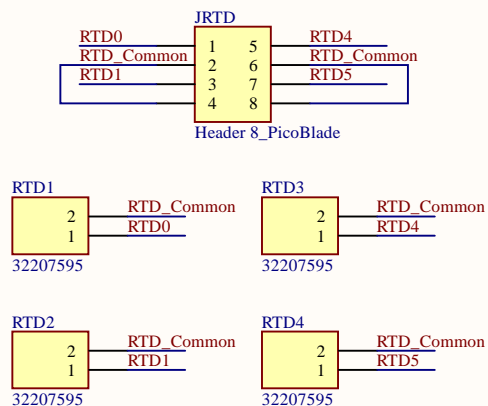 JRTD
RTD0 1 5 RTD4
RTD_Common 2 6 RTD_Common
RTD1 3 7 RTD5
4 8
Header 8_PicoBlade
RTD1
2 RTD_Common
1 RTD0
32207595
RTD3
2 RTD_Common
1 RTD4
32207595
RTD2
2 RTD_Common
1 RTD1
32207595
RTD4
2 RTD_Common
1 RTD5
32207595